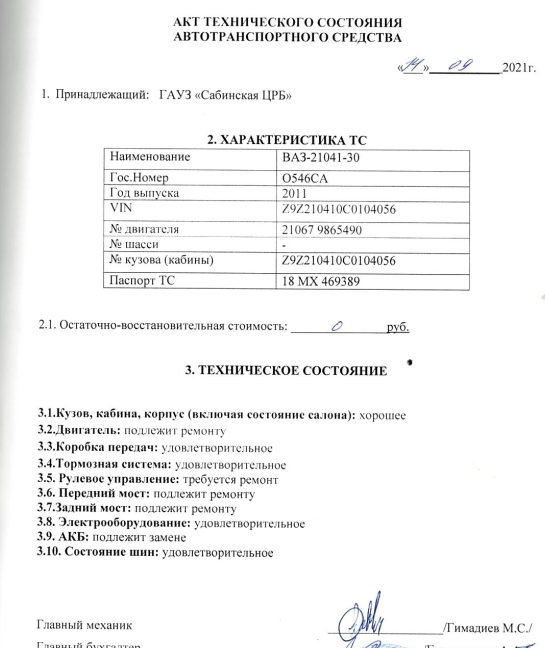 АКТ ТЕХНИЧЕСКОГО СОСТОЯНИЯ
АВТОТРАНСПОРТНОГО СРЕДСТВА
«14» 09 2021г.
1. Принадлежащий: ГАУЗ «Сабинская ЦРБ»
2. ХАРАКТЕРИСТИКА ТС
Наименование ВАЗ-21041-30
Гос.Номер О546СА
Год выпуска 2011
VIN Z9Z210410C0104056
№ двигателя 21067 9865490
№ шасси -
№ кузова (кабины) Z9Z210410C0104056
Паспорт ТС 18 МХ 469389
2.1. Остаточно-восстановительная стоимость: 0 руб.
3. ТЕХНИЧЕСКОЕ СОСТОЯНИЕ
3.1.Кузов, кабина, корпус (включая состояние салона): хорошее
3.2.Двигатель: подлежит ремонту
3.3.Коробка передач: удовлетворительное
3.4.Тормозная система: удовлетворительное
3.5. Рулевое управление: требуется ремонт
3.6. Передний мост: подлежит ремонту
3.7.Задний мост: подлежит ремонту
3.8. Электрооборудование: удовлетворительное
3.9. АКБ: подлежит замене
3.10. Состояние шин: удовлетворительное
Главный механик /Гимадиев М.С./
Главный бухгалтер